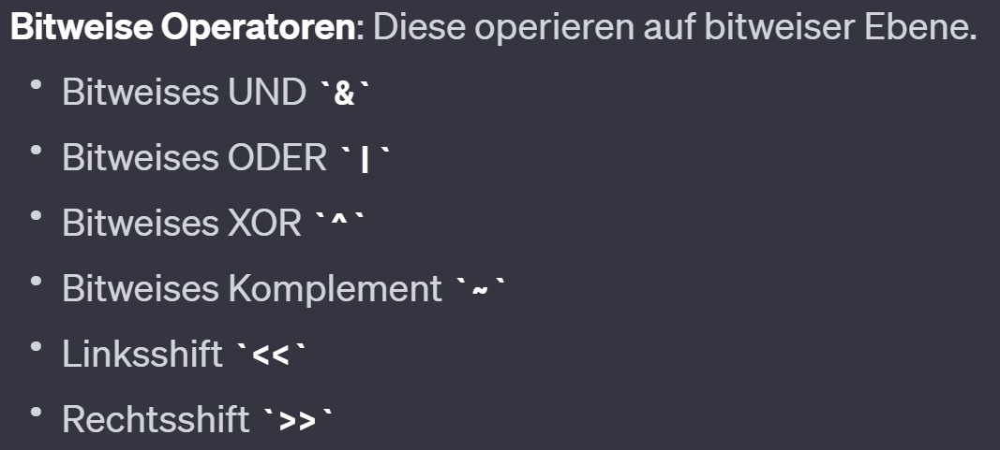 Bitweise Operatoren: Diese operieren auf bitweiser Ebene.
• Bitweises UND `&`
• Bitweises ODER `|`
• Bitweises XOR `^`
• Bitweises Komplement `~`
• Linksshift `<<`
• Rechtsshift `>>`